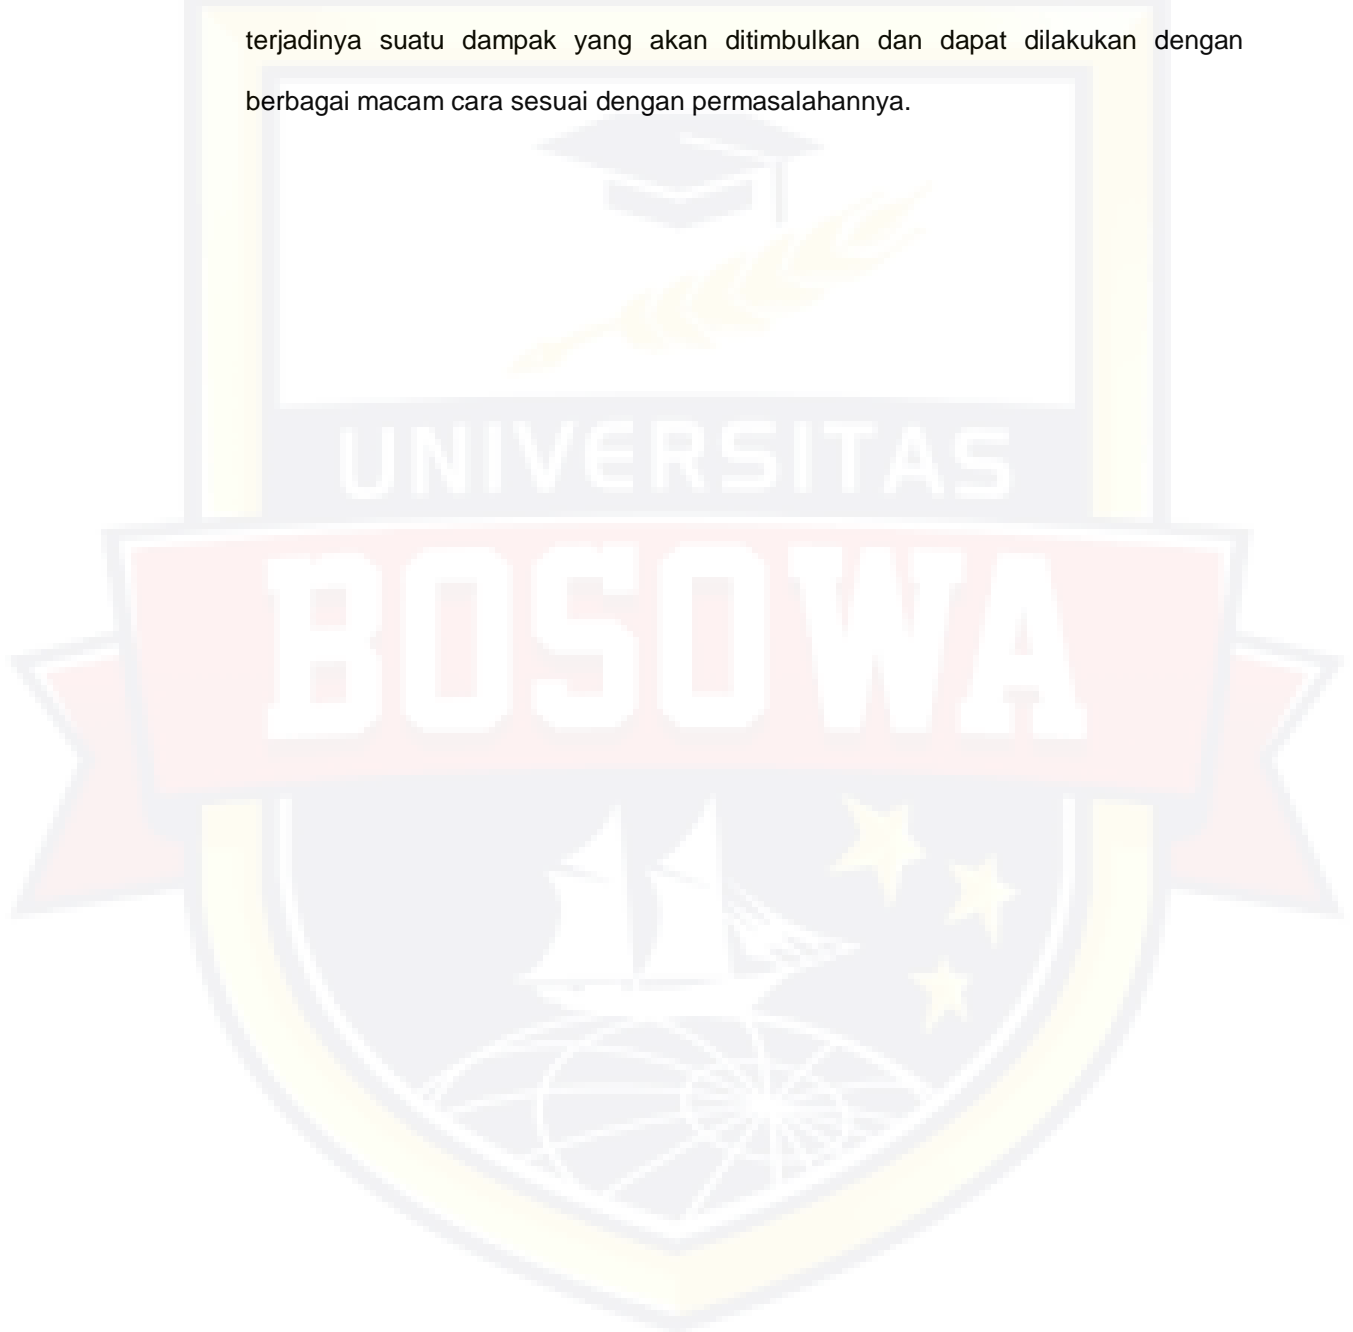 terjadinya suatu dampak yang akan ditimbulkan dan dapat dilakukan dengan
berbagai macam cara sesuai dengan permasalahannya.
UNIVERSITAS
BOSOWA